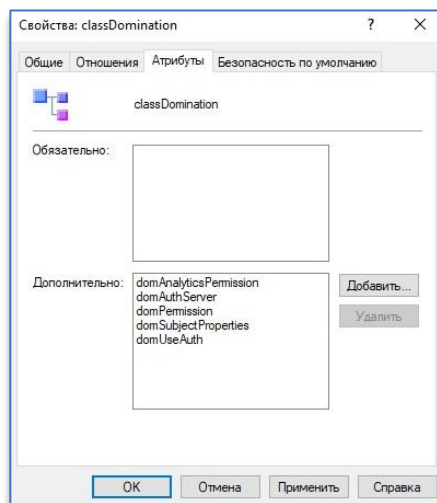 Свойства: classDomination ? ×
Общие Отношения Атрибуты Безопасность по умолчанию
classDomination
Обязательно:
Дополнительно:
domAnalyticsPermission
domAuthServer
domPermission
domSubjectProperties
domUseAuth
Добавить...
Удалить
OK Отмена Применить Справка